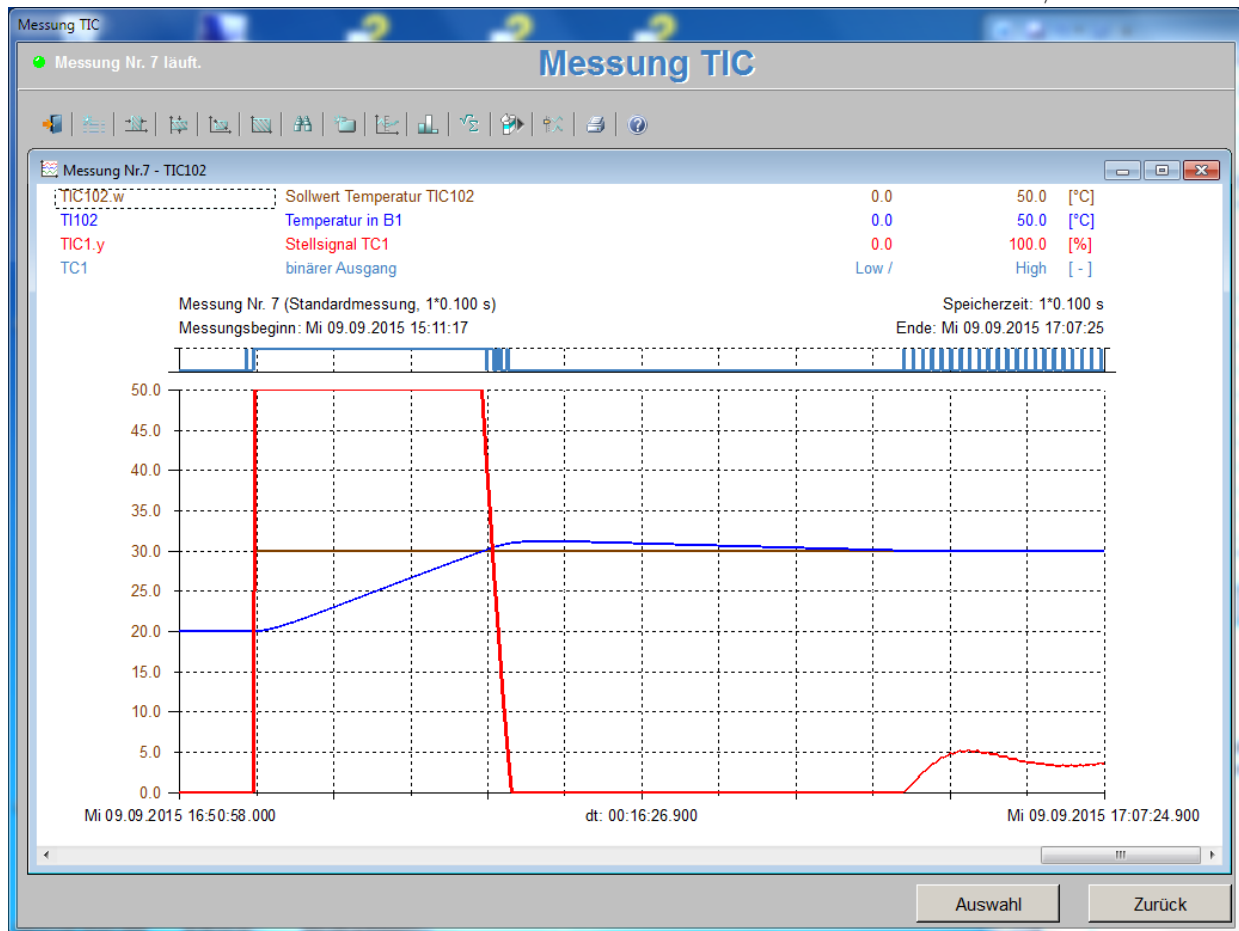 Messung TIC
Messung Nr. 7 läuft.
Messung TIC
Messung Nr.7 - TIC102
TIC102.w Sollwert Temperatur TIC102 0.0 50.0 [°C]
TI102 Temperatur in B1 0.0 50.0 [°C]
TIC1.y Stellsignal TC1 0.0 100.0 [%]
TC1 binärer Ausgang Low / High [ - ]
Messung Nr. 7 (Standardmessung, 1*0.100 s) Speicherzeit: 1*0.100 s
Messungsbeginn: Mi 09.09.2015 15:11:17 Ende: Mi 09.09.2015 17:07:25
50.0
45.0
40.0
35.0
30.0
25.0
20.0
15.0
10.0
5.0
0.0
Mi 09.09.2015 16:50:58.000 dt: 00:16:26.900 Mi 09.09.2015 17:07:24.900
Auswahl Zurück